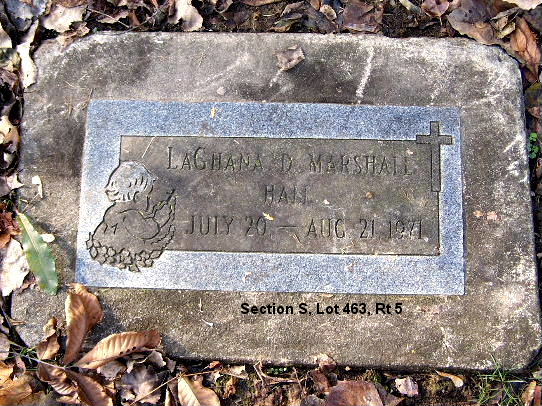 LAGHANA D. MARSHALL
HALL
JULY 20 — AUG 21 1971
Section S, Lot 463, Rt 5